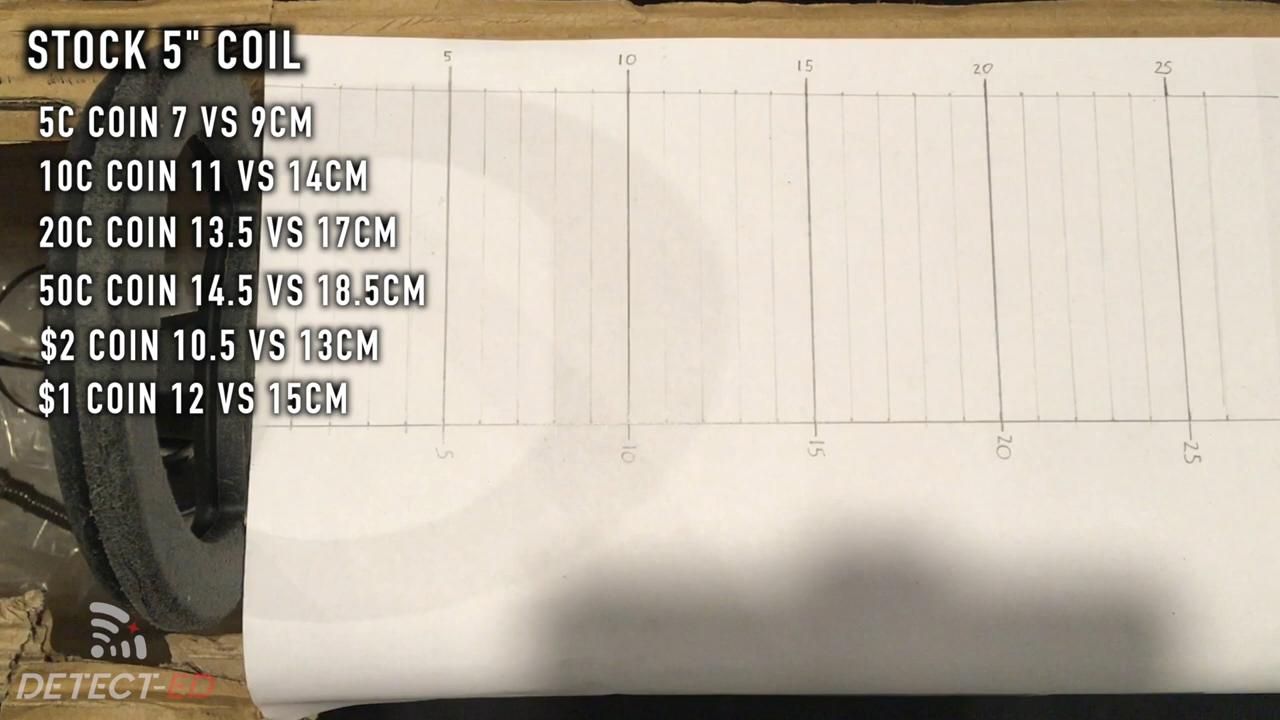 STOCK 5" COIL
5C COIN 7 VS 9CM
10C COIN 11 VS 14CM
20C COIN 13.5 VS 17CM
50C COIN 14.5 VS 18.5CM
$2 COIN 10.5 VS 13CM
$1 COIN 12 VS 15CM
5 10 15 20 25
5 10 15 20 25
DETECT-ED